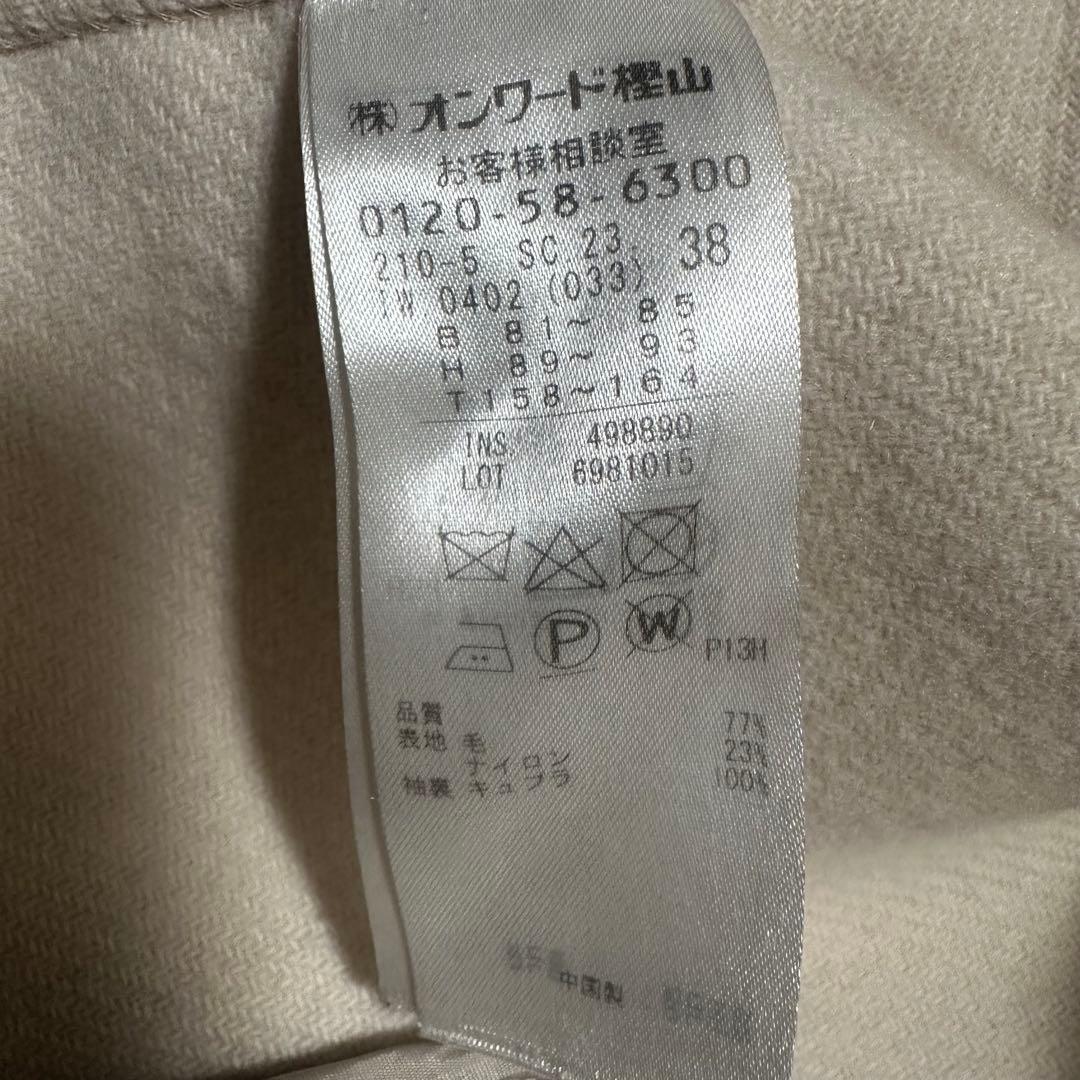 ㈱オンワード樫山
お客様相談室
0120-58-6300
210-5 SC 23. 38
TW 0402 (033)
B 81～ 85
H 89～ 93
T158～164
INS. 498890
LOT 6981015
P
W
P13H
品質
表地 毛 77%
ナイロン 23%
袖裏 キュプラ 100%
中国製